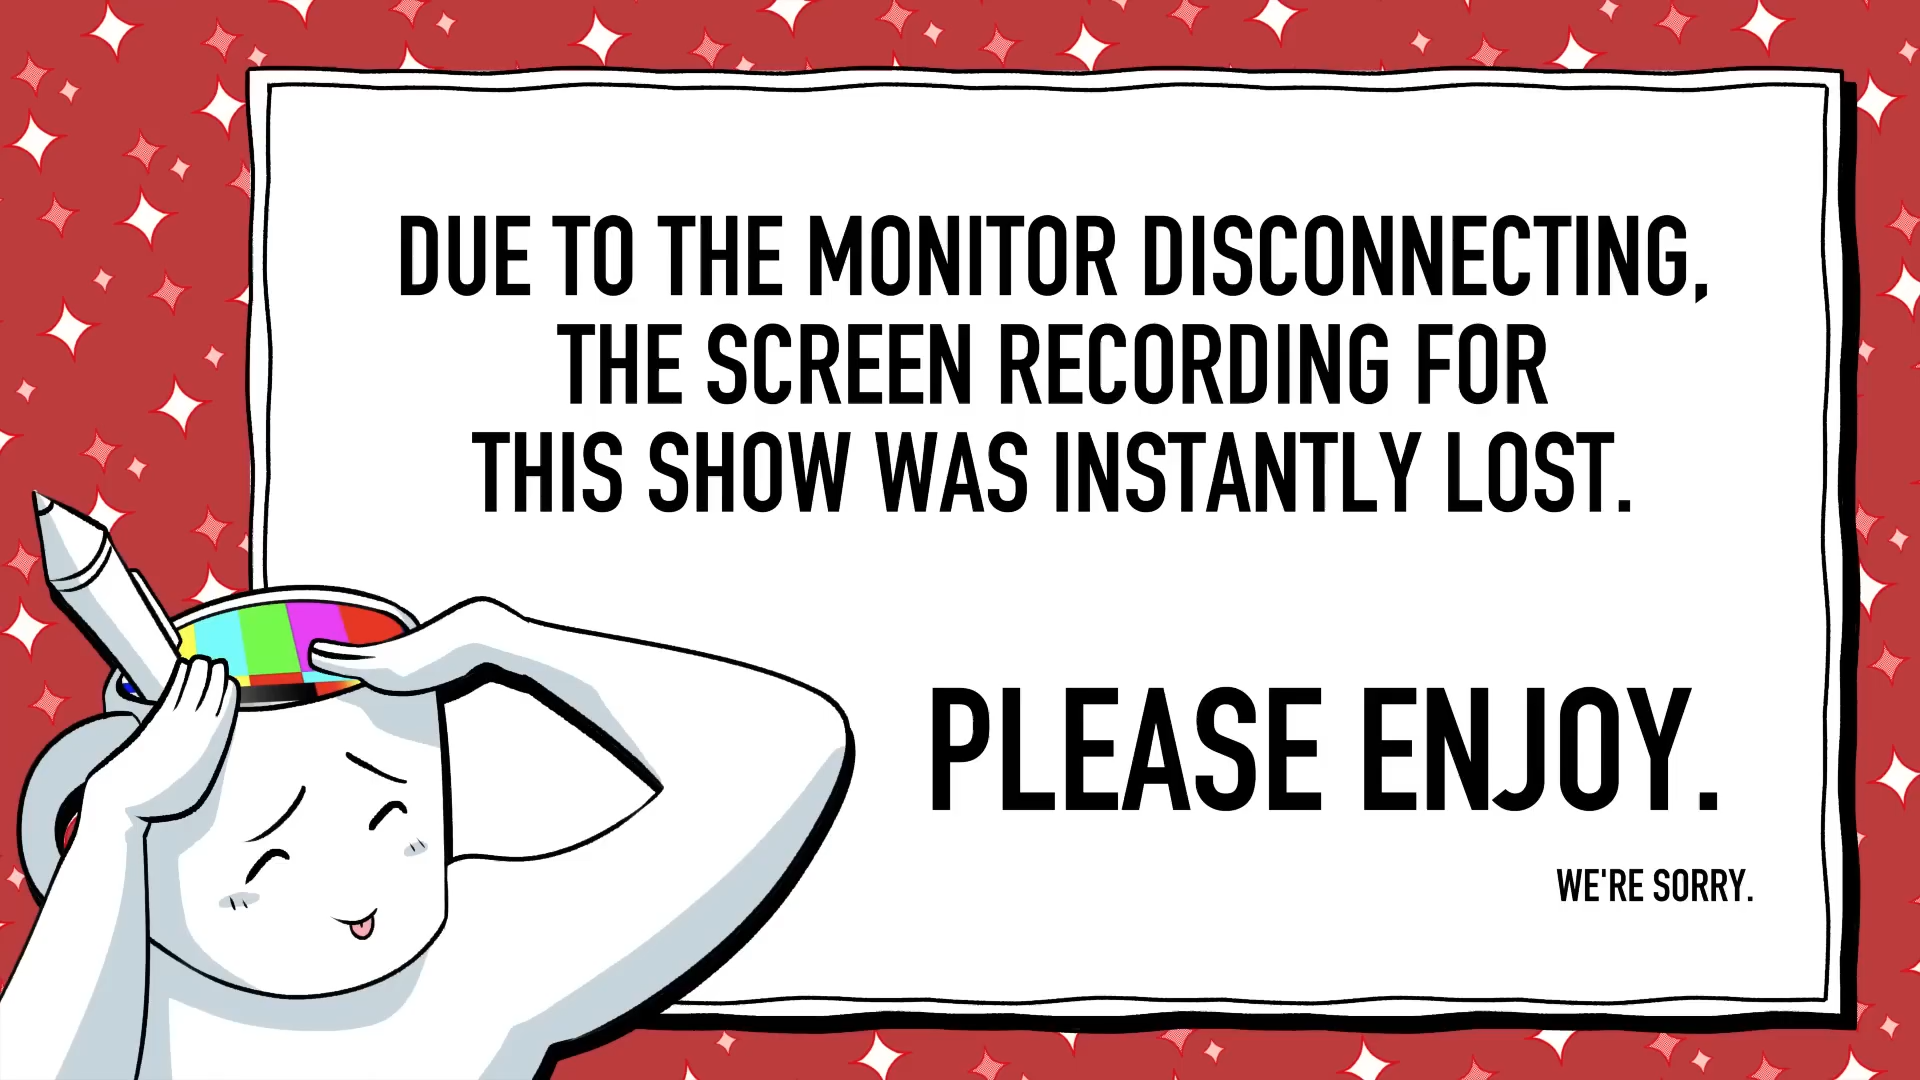 DUE TO THE MONITOR DISCONNECTING,
THE SCREEN RECORDING FOR
THIS SHOW WAS INSTANTLY LOST.
PLEASE ENJOY.
WE'RE SORRY.